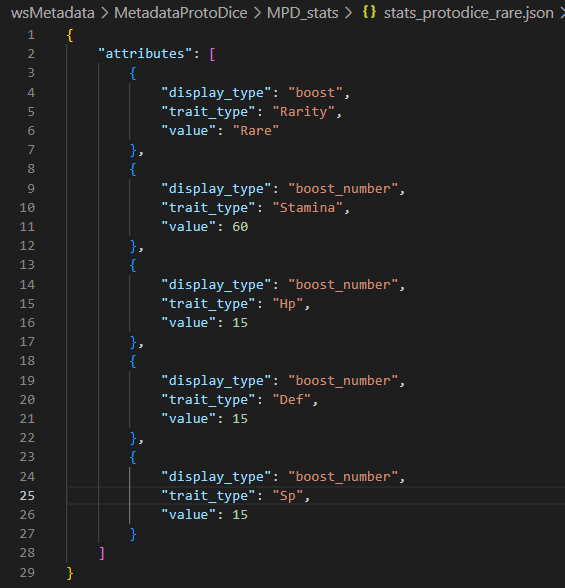 wsMetadata > MetadataProtoDice > MPD_stats > {} stats_protodice_rare.json >
1 {
2 "attributes": [
3 {
4 "display_type": "boost",
5 "trait_type": "Rarity",
6 "value": "Rare"
7 },
8 {
9 "display_type": "boost_number",
10 "trait_type": "Stamina",
11 "value": 60
12 },
13 {
14 "display_type": "boost_number",
15 "trait_type": "Hp",
16 "value": 15
17 },
18 {
19 "display_type": "boost_number",
20 "trait_type": "Def",
21 "value": 15
22 },
23 {
24 "display_type": "boost_number",
25 "trait_type": "Sp",
26 "value": 15
27 }
28 ]
29 }